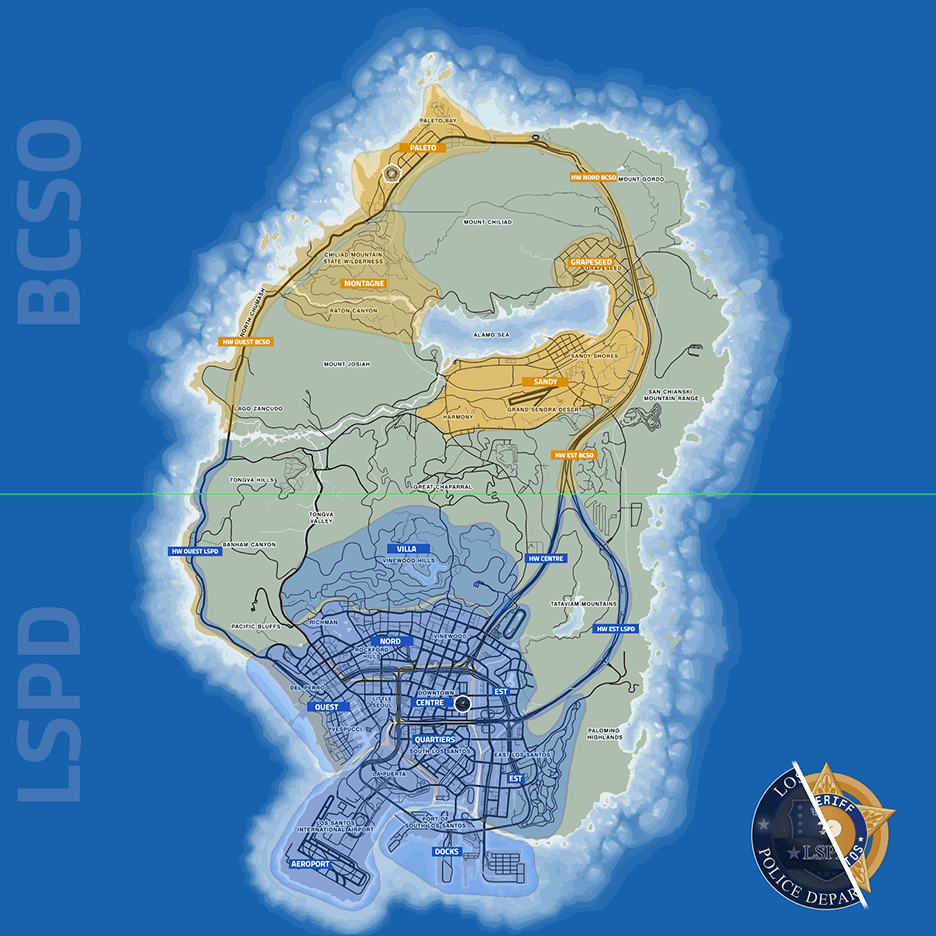 BCSO
PALETO BAY
PALETO
HW NORD BCSO
MOUNT GORDO
MOUNT CHILIAD
CHILIAD MOUNTAIN
STATE WILDERNESS
GRAPESEED
GRAPESEED
MONTAGNE
NORTH CHUMASH
RATON CANYON
ALAMO SEA
HW OUEST BCSO
SANDY SHORES
MOUNT JOSIAH
SANDY
SAN CHIANSKI
MOUNTAIN RANGE
LAGO ZANCUDO
GRAND SENORA DESERT
HARMONY
HW EST BCSO
TONGVA HILLS
GREAT CHAPARRAL
TONGVA
VALLEY
BANHAM CANYON
HW OUEST LSPD
VILLA
VINEWOOD HILLS
HW CENTRE
LSPD
TATAVIAM MOUNTAINS
PACIFIC BLUFFS
RICHMAN
HW EST LSPD
NORD
VINEWOOD
ROCKFORD
HILLS
DEL PERRO
DOWNTOWN
EST
LITTLE
SEOUL
CENTRE
OUEST
VESPUCCI
PALOMINO
HIGHLANDS
QUARTIERS
SOUTH LOS SANTOS
EAST LOS SANTOS
LA PUERTA
EST
PORT OF
SOUTH LOS SANTOS
LOS SANTOS
INTERNATIONAL AIRPORT
DOCKS
AEROPORT
LOS
ERIFF
LSP
TOS
POLICE DEPAR